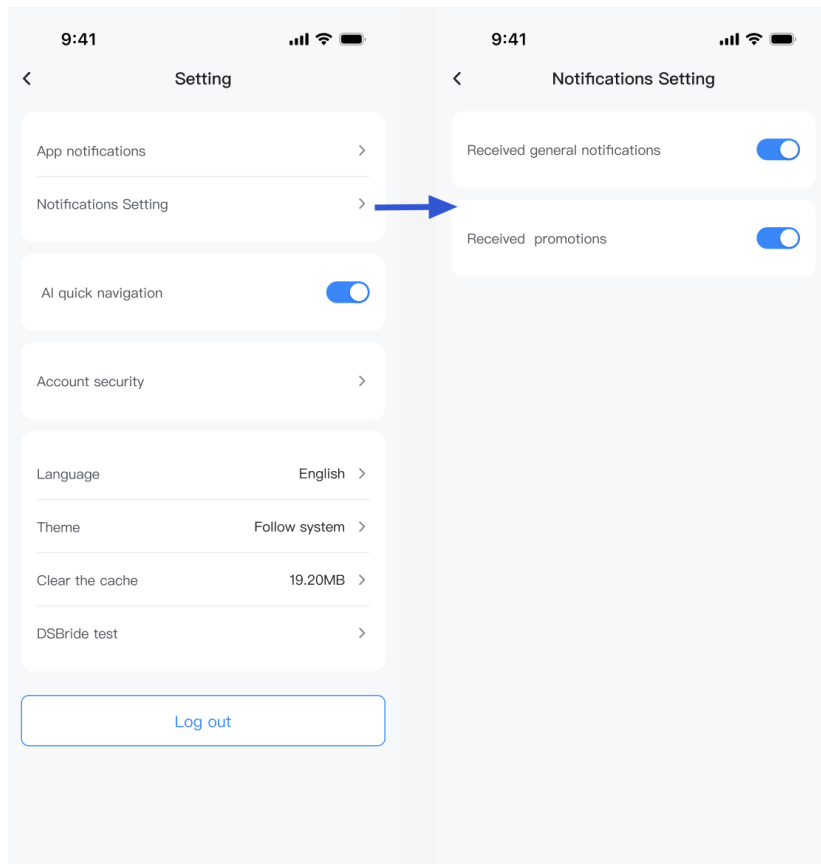 9:41
Setting
App notifications
Notifications Setting
AI quick navigation
Account security
Language English
Theme Follow system
Clear the cache 19.20MB
DSBride test
Log out
9:41
Notifications Setting
Received general notifications
Received promotions